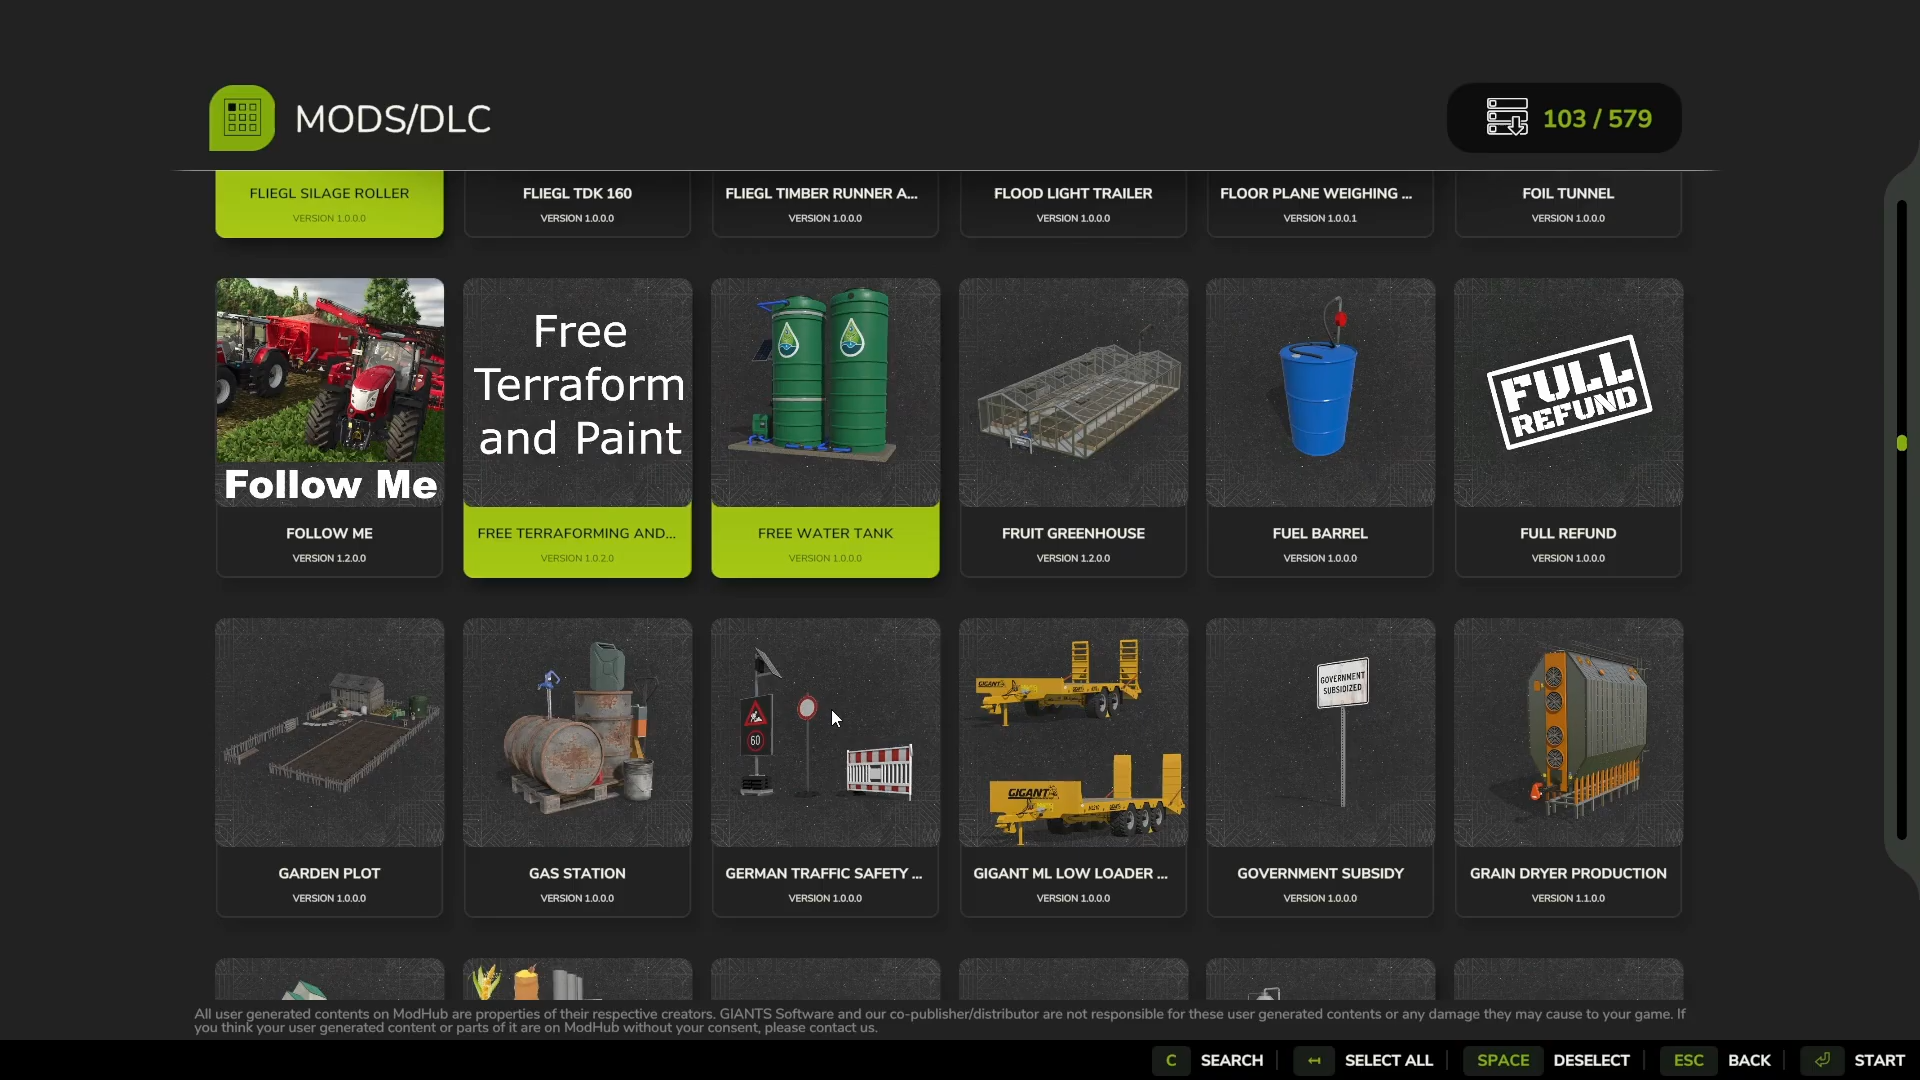 MODS/DLC
103 / 579
FLIEGL SILAGE ROLLER
VERSION 1.0.0.0
FLIEGL TDK 160
VERSION 1.0.0.0
FLIEGL TIMBER RUNNER A...
VERSION 1.0.0.0
FLOOD LIGHT TRAILER
VERSION 1.0.0.0
FLOOR PLANE WEIGHING ...
VERSION 1.0.0.1
FOIL TUNNEL
VERSION 1.0.0.0
Follow Me
FOLLOW ME
VERSION 1.2.0.0
Free
Terraform
and Paint
FREE TERRAFORMING AND...
VERSION 1.0.2.0
FREE WATER TANK
VERSION 1.0.0.0
FRUIT GREENHOUSE
VERSION 1.2.0.0
FUEL BARREL
VERSION 1.0.0.0
FULL
REFUND
FULL REFUND
VERSION 1.0.0.0
GARDEN PLOT
VERSION 1.0.0.0
GAS STATION
VERSION 1.0.0.0
60
GERMAN TRAFFIC SAFETY ...
VERSION 1.0.0.0
GIGANT
GIGANT
GIGANT ML LOW LOADER ...
VERSION 1.0.0.0
GOVERNMENT
SUBSIDIZED
GOVERNMENT SUBSIDY
VERSION 1.0.0.0
GRAIN DRYER PRODUCTION
VERSION 1.1.0.0
All user generated contents on ModHub are properties of their respective creators. GIANTS Software and our co-publisher/distributor are not responsible for these user generated contents or any damage they may cause to your game. If
you think your user generated content or parts of it are on ModHub without your consent, please contact us.
C SEARCH SELECT ALL SPACE DESELECT ESC BACK START